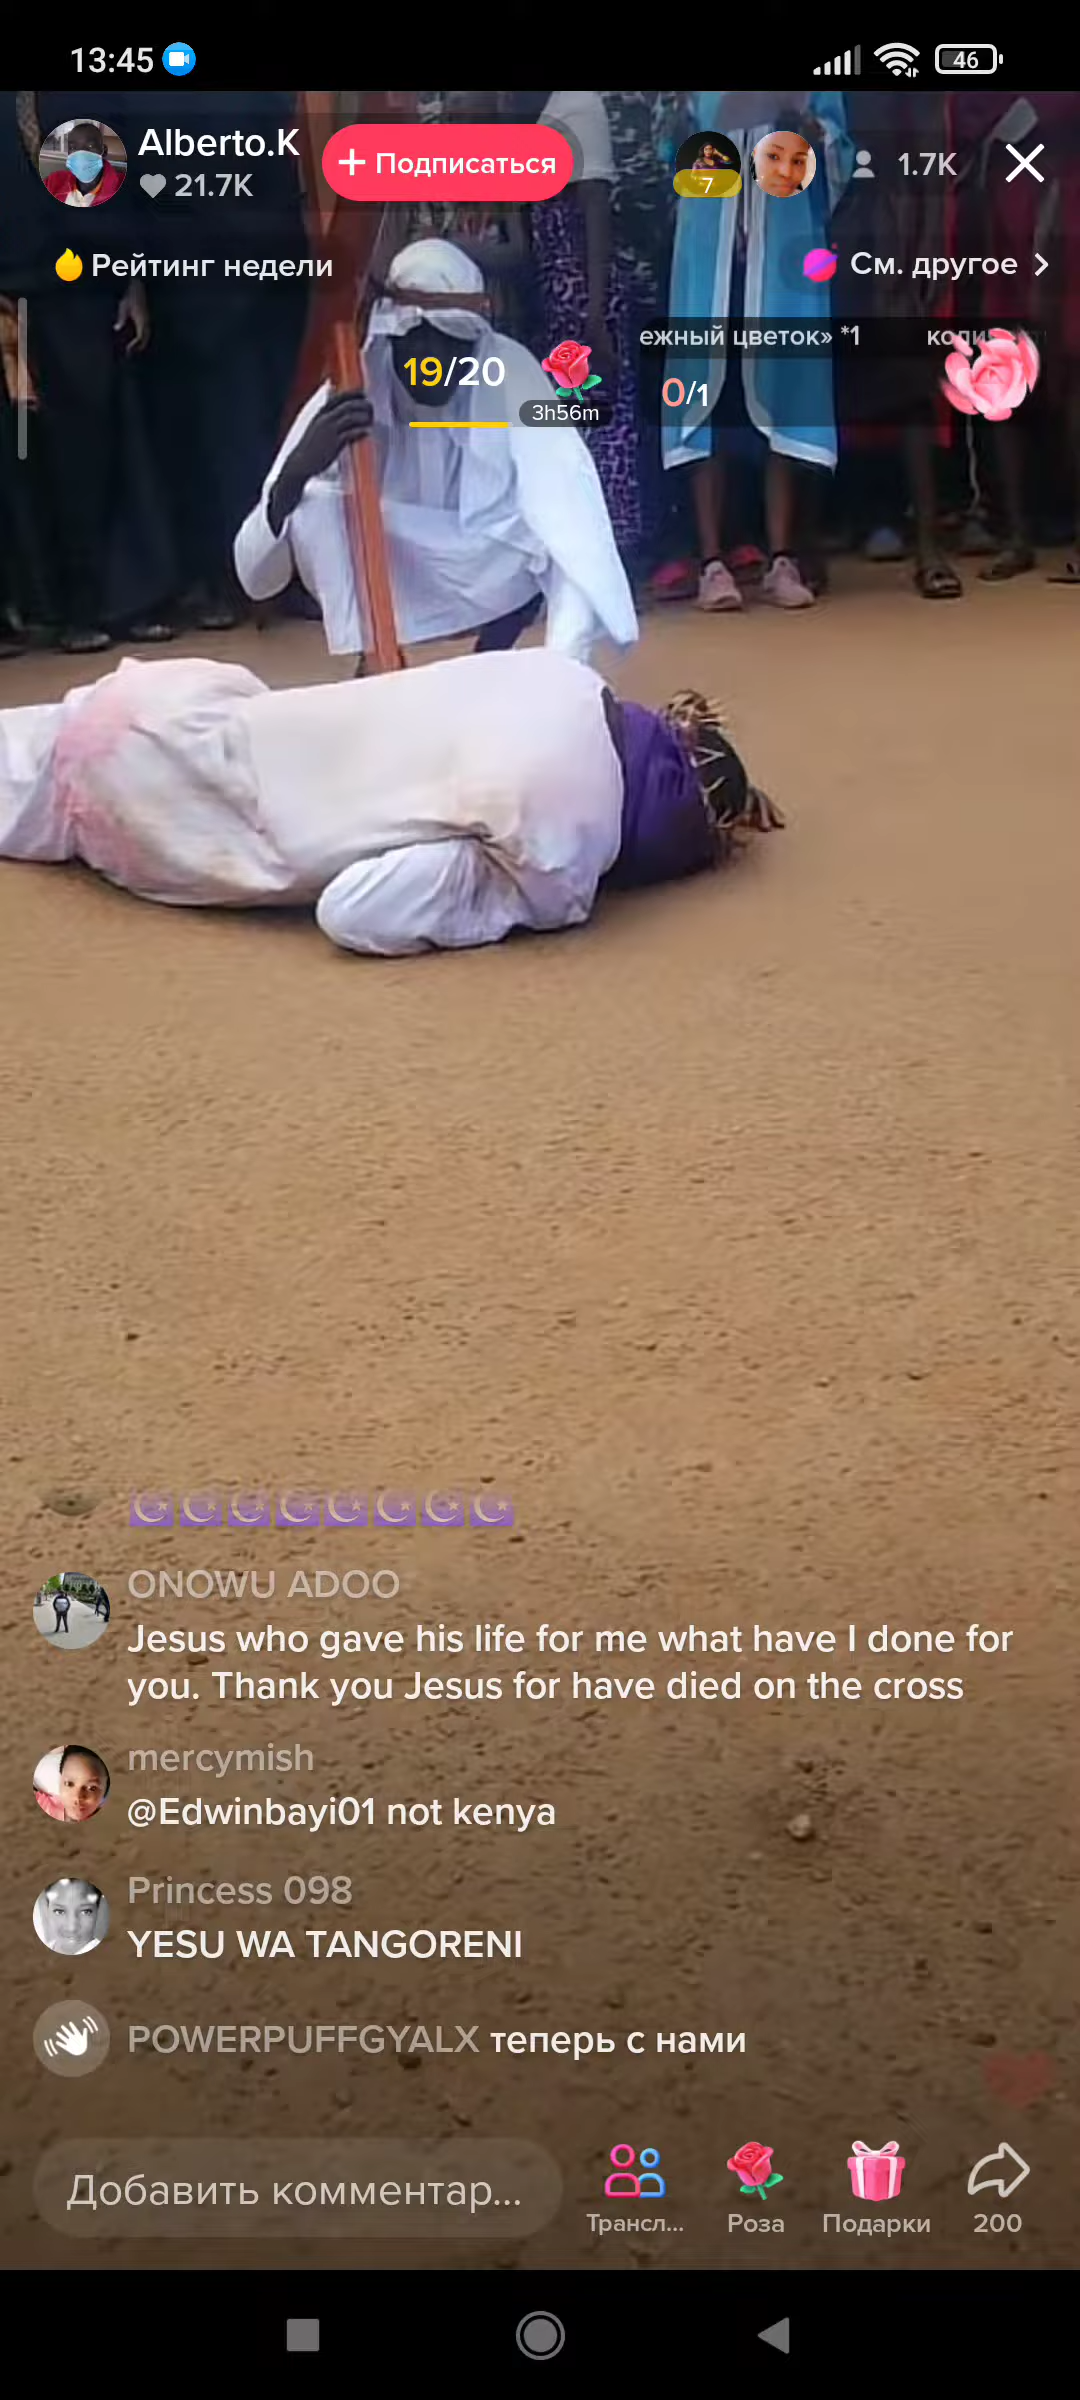 13:45
46
Alberto.K
21.7K
+ Подписаться
7
1.7K
Рейтинг недели
См. другое
19/20
3h56m
ежный цветок» *1
0/1
ONOWU ADOO
Jesus who gave his life for me what have I done for
you. Thank you Jesus for have died on the cross
mercymish
@Edwinbayi01 not kenya
Princess 098
YESU WA TANGORENI
POWERPUFFGYALX теперь с нами
Добавить комментар...
Трансл...
Роза
Подарки
200